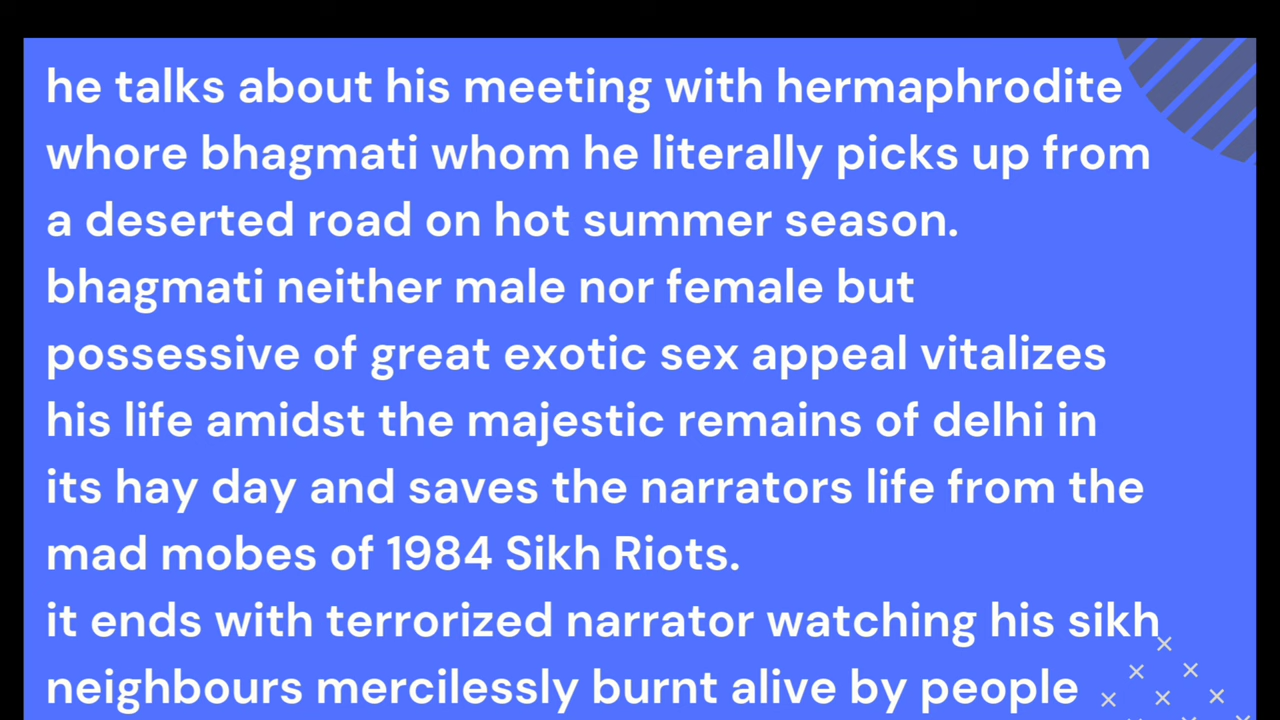 he talks about his meeting with hermaphrodite
whore bhagmati whom he literally picks up from
a deserted road on hot summer season.
bhagmati neither male nor female but
possessive of great exotic sex appeal vitalizes
his life amidst the majestic remains of delhi in
its hay day and saves the narrators life from the
mad mobes of 1984 Sikh Riots.
it ends with terrorized narrator watching his sikh
neighbours mercilessly burnt alive by people